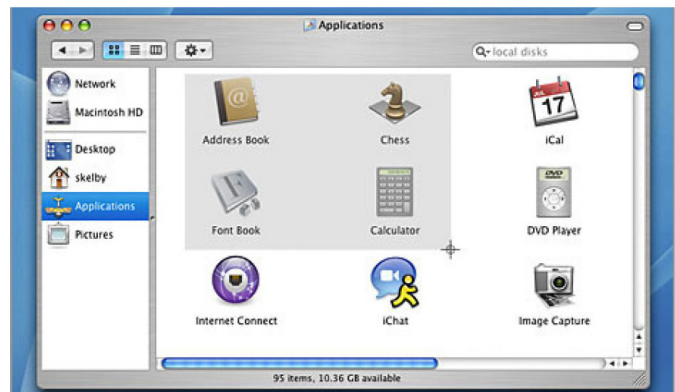 Applications
local disks
Network
Macintosh HD
Desktop
skelby
Applications
Pictures
Address Book
Chess
JUL
17
iCal
Font Book
Calculator
DVD
DVD Player
Internet Connect
iChat
Image Capture
95 items, 10.36 GB available